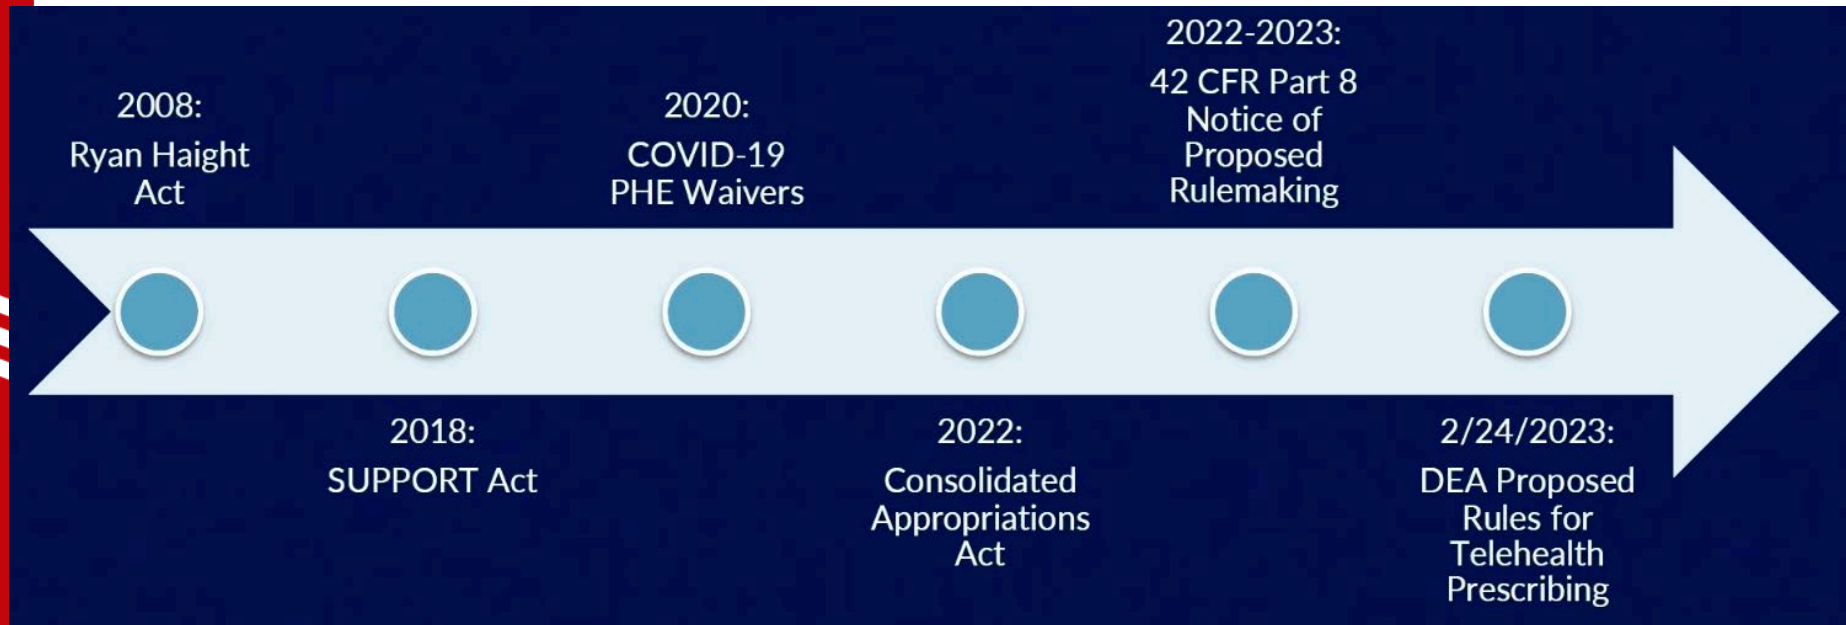 2008:
Ryan Haight
Act
2018:
SUPPORT Act
2020:
COVID-19
PHE Waivers
2022:
Consolidated
Appropriations
Act
2022-2023:
42 CFR Part 8
Notice of
Proposed
Rulemaking
2/24/2023:
DEA Proposed
Rules for
Telehealth
Prescribing